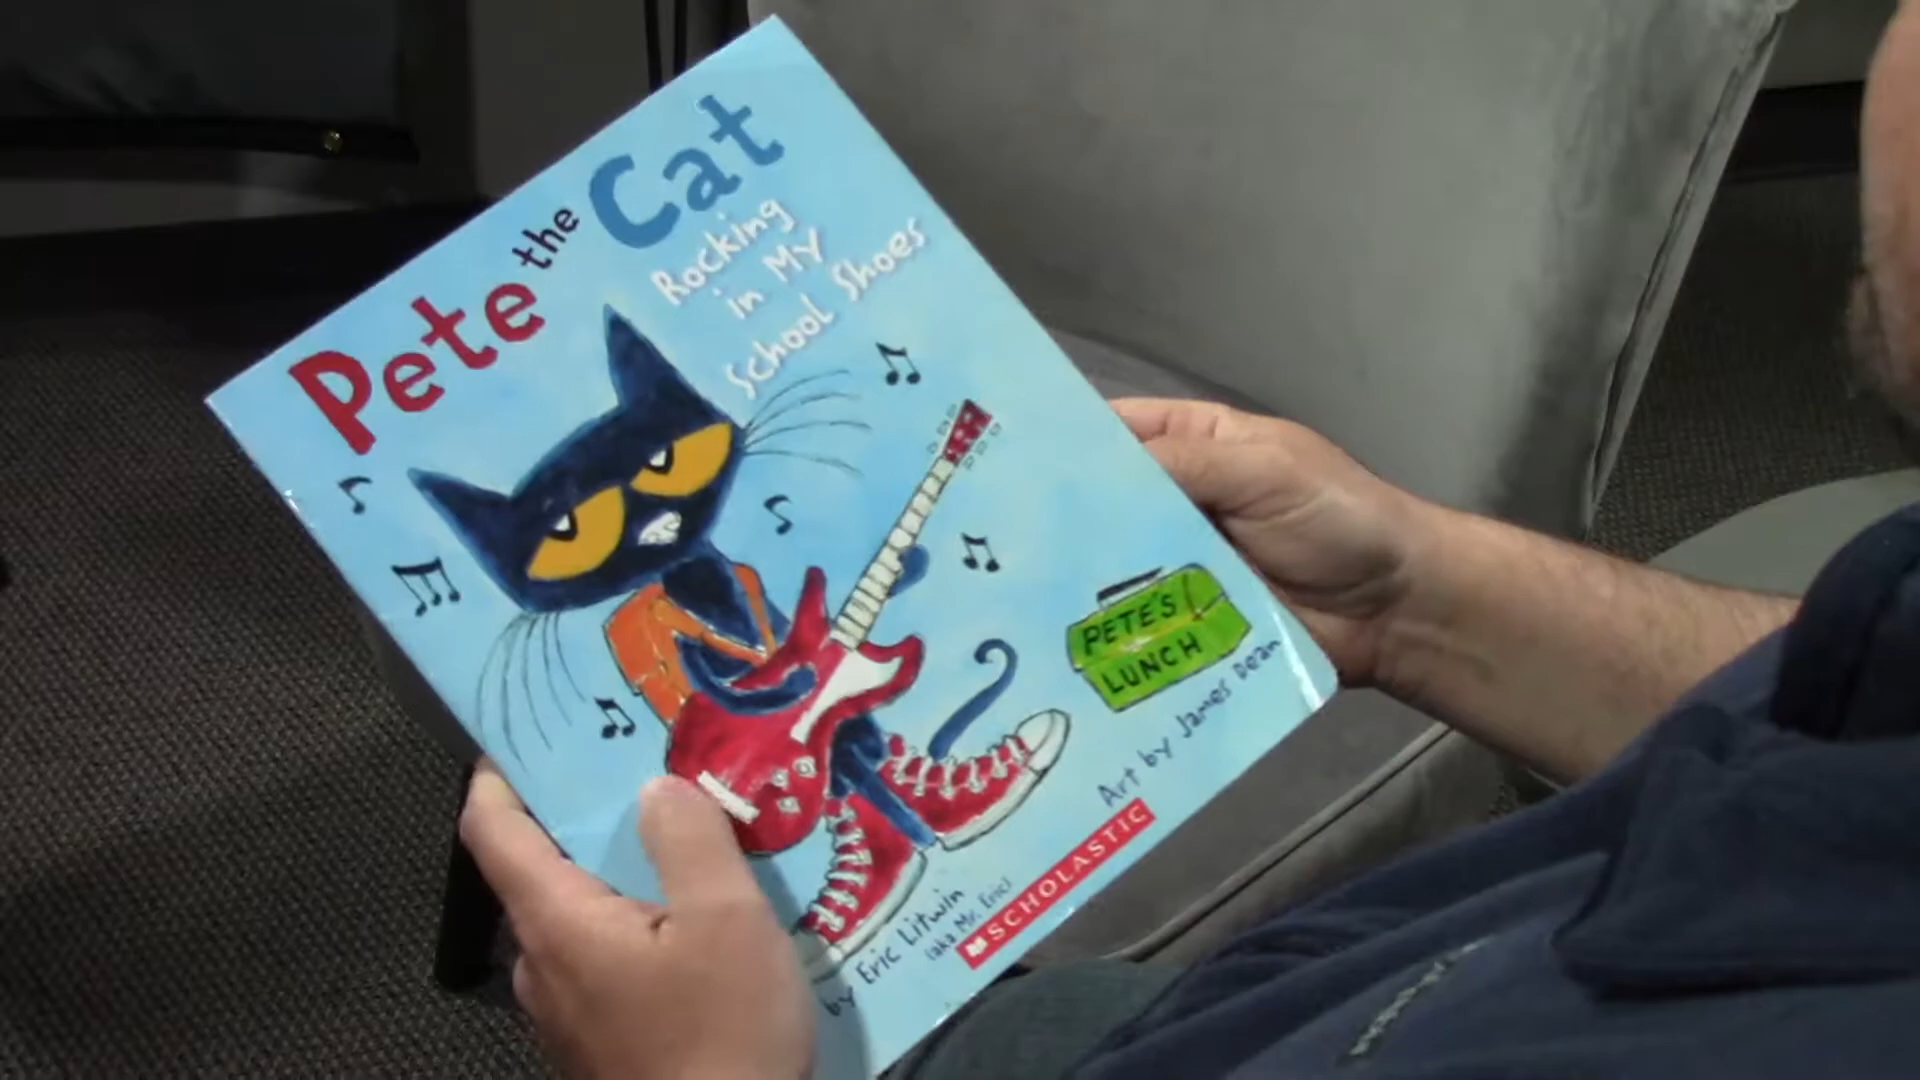 Pete the Cat
Rocking
in My
School Shoes
PETE'S
LUNCH
Art by James Dean
by Eric Litwin
(aka Mr. Eric)
SCHOLASTIC